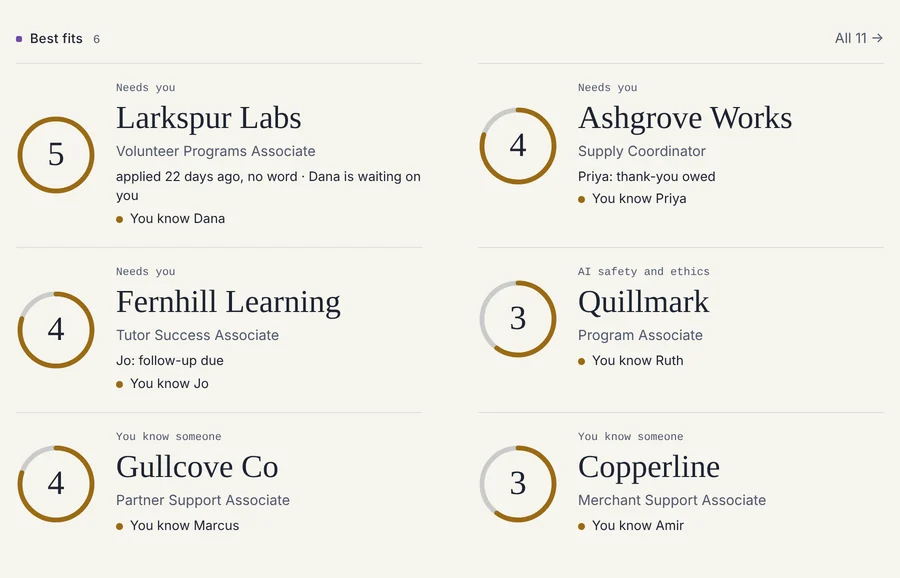 Best fits 6
All 11 →
Needs you
5
Larkspur Labs
Volunteer Programs Associate
applied 22 days ago, no word · Dana is waiting on
you
You know Dana
Needs you
4
Ashgrove Works
Supply Coordinator
Priya: thank-you owed
You know Priya
Needs you
4
Fernhill Learning
Tutor Success Associate
Jo: follow-up due
You know Jo
AI safety and ethics
3
Quillmark
Program Associate
You know Ruth
You know someone
4
Gullcove Co
Partner Support Associate
You know Marcus
You know someone
3
Copperline
Merchant Support Associate
You know Amir